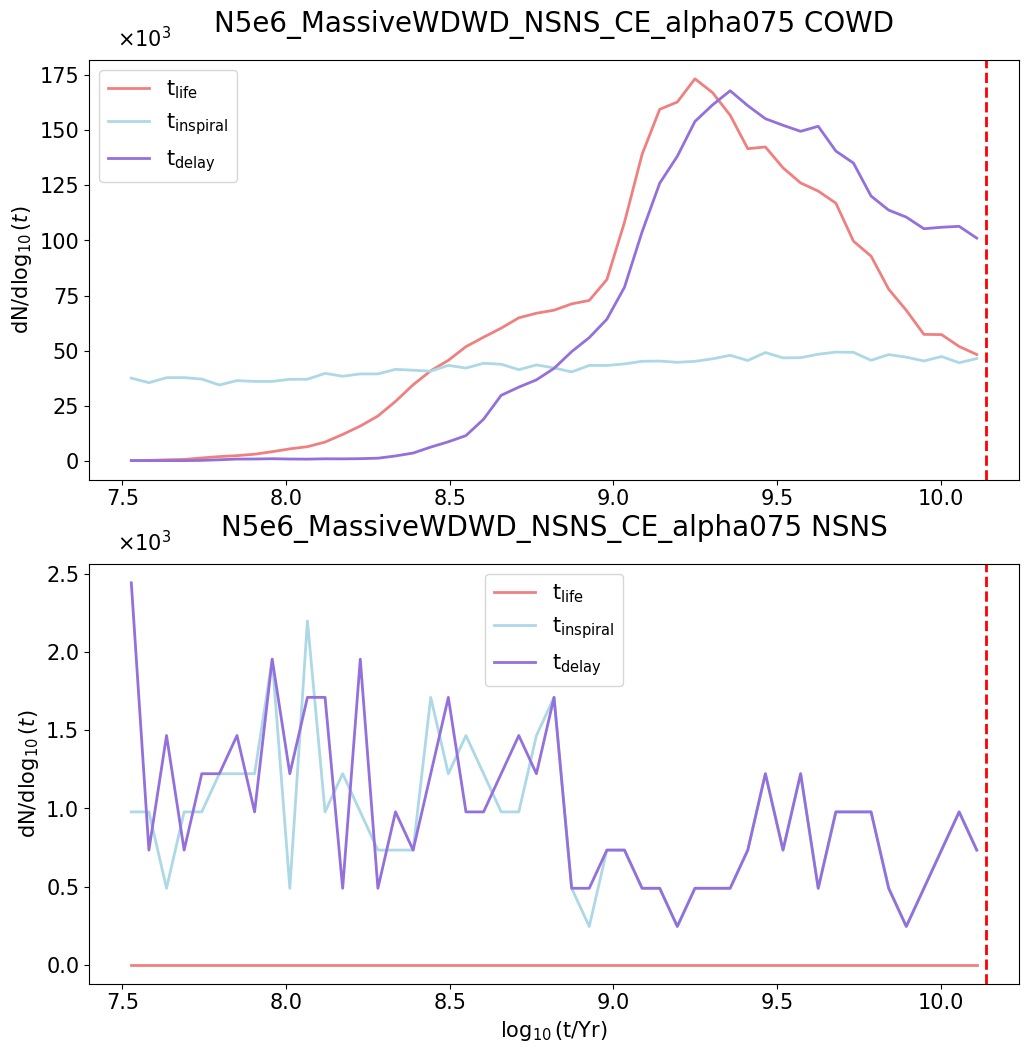 N5e6_MassiveWDWD_NSNS_CE_alpha075 COWD
×10³
t_life
t_inspiral
t_delay
dN/dlog₁₀(t)
175
150
125
100
75
50
25
0
7.5 8.0 8.5 9.0 9.5 10.0
N5e6_MassiveWDWD_NSNS_CE_alpha075 NSNS
×10³
t_life
t_inspiral
t_delay
dN/dlog₁₀(t)
2.5
2.0
1.5
1.0
0.5
0.0
7.5 8.0 8.5 9.0 9.5 10.0
log₁₀(t/Yr)